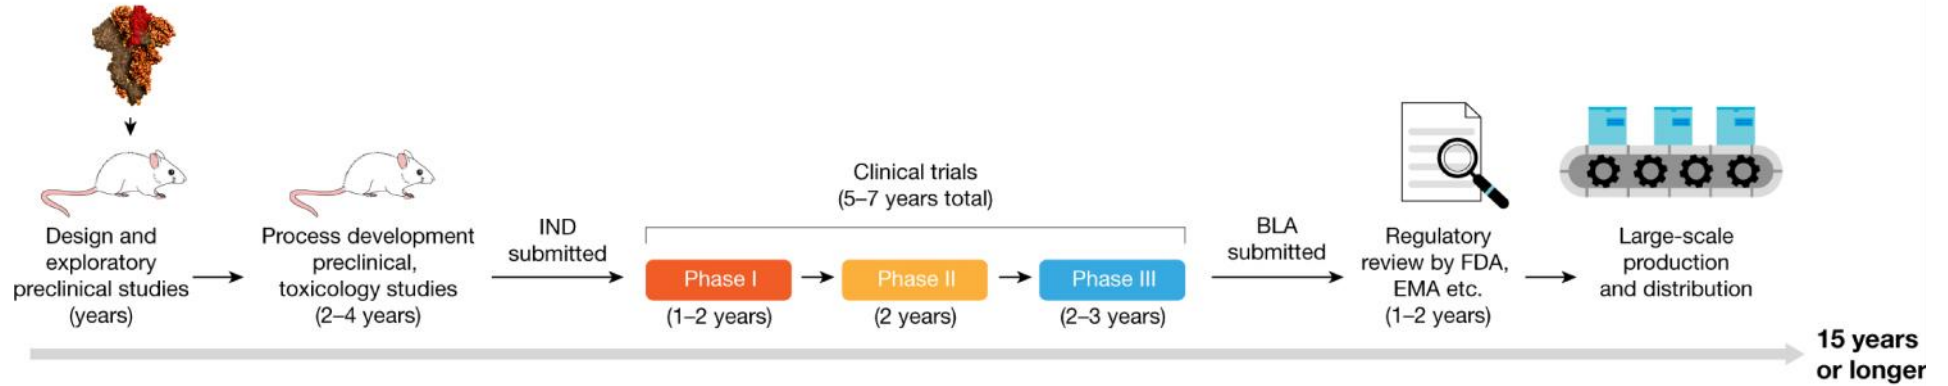 Design and
exploratory
preclinical studies
(years)
Process development
preclinical,
toxicology studies
(2–4 years)
IND
submitted
Clinical trials
(5–7 years total)
Phase I
(1–2 years)
Phase II
(2 years)
Phase III
(2–3 years)
BLA
submitted
Regulatory
review by FDA,
EMA etc.
(1–2 years)
Large-scale
production
and distribution
15 years
or longer